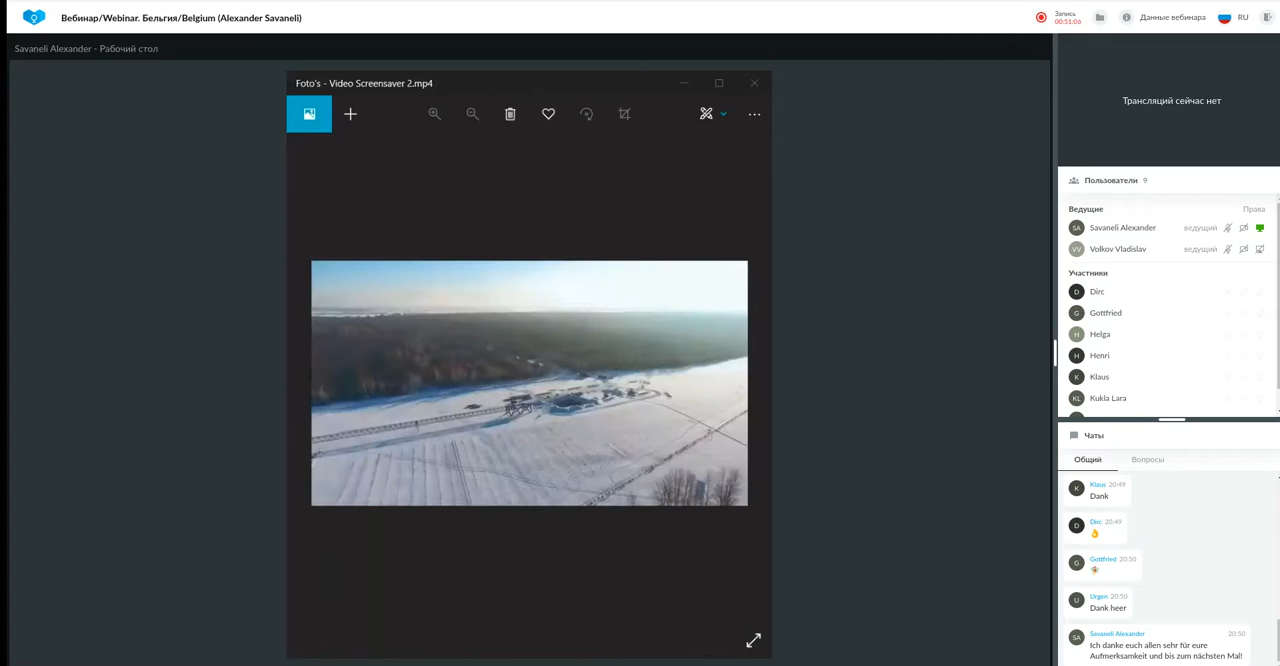 Вебинар/Webinar. Бельгия/Belgium (Alexander Savaneli)
Запись
00:51:06
Данные вебинара
RU
Savaneli Alexander - Рабочий стол
Foto's - Video Screensaver 2.mp4
Трансляций сейчас нет
Пользователи 9
Ведущие Права
SA Savaneli Alexander ведущий
VV Volkov Vladislav ведущий
Участники
D Dirc
G Gottfried
H Helga
H Henri
K Klaus
KL Kukla Lara
Чаты
Общий Вопросы
K Klaus 20:49
Dank
D Dirc 20:49
👌
G Gottfried 20:50
U Urgen 20:50
Dank heer
SA Savaneli Alexander 20:50
Ich danke euch allen sehr für eure
Aufmerksamkeit und bis zum nächsten Mal!